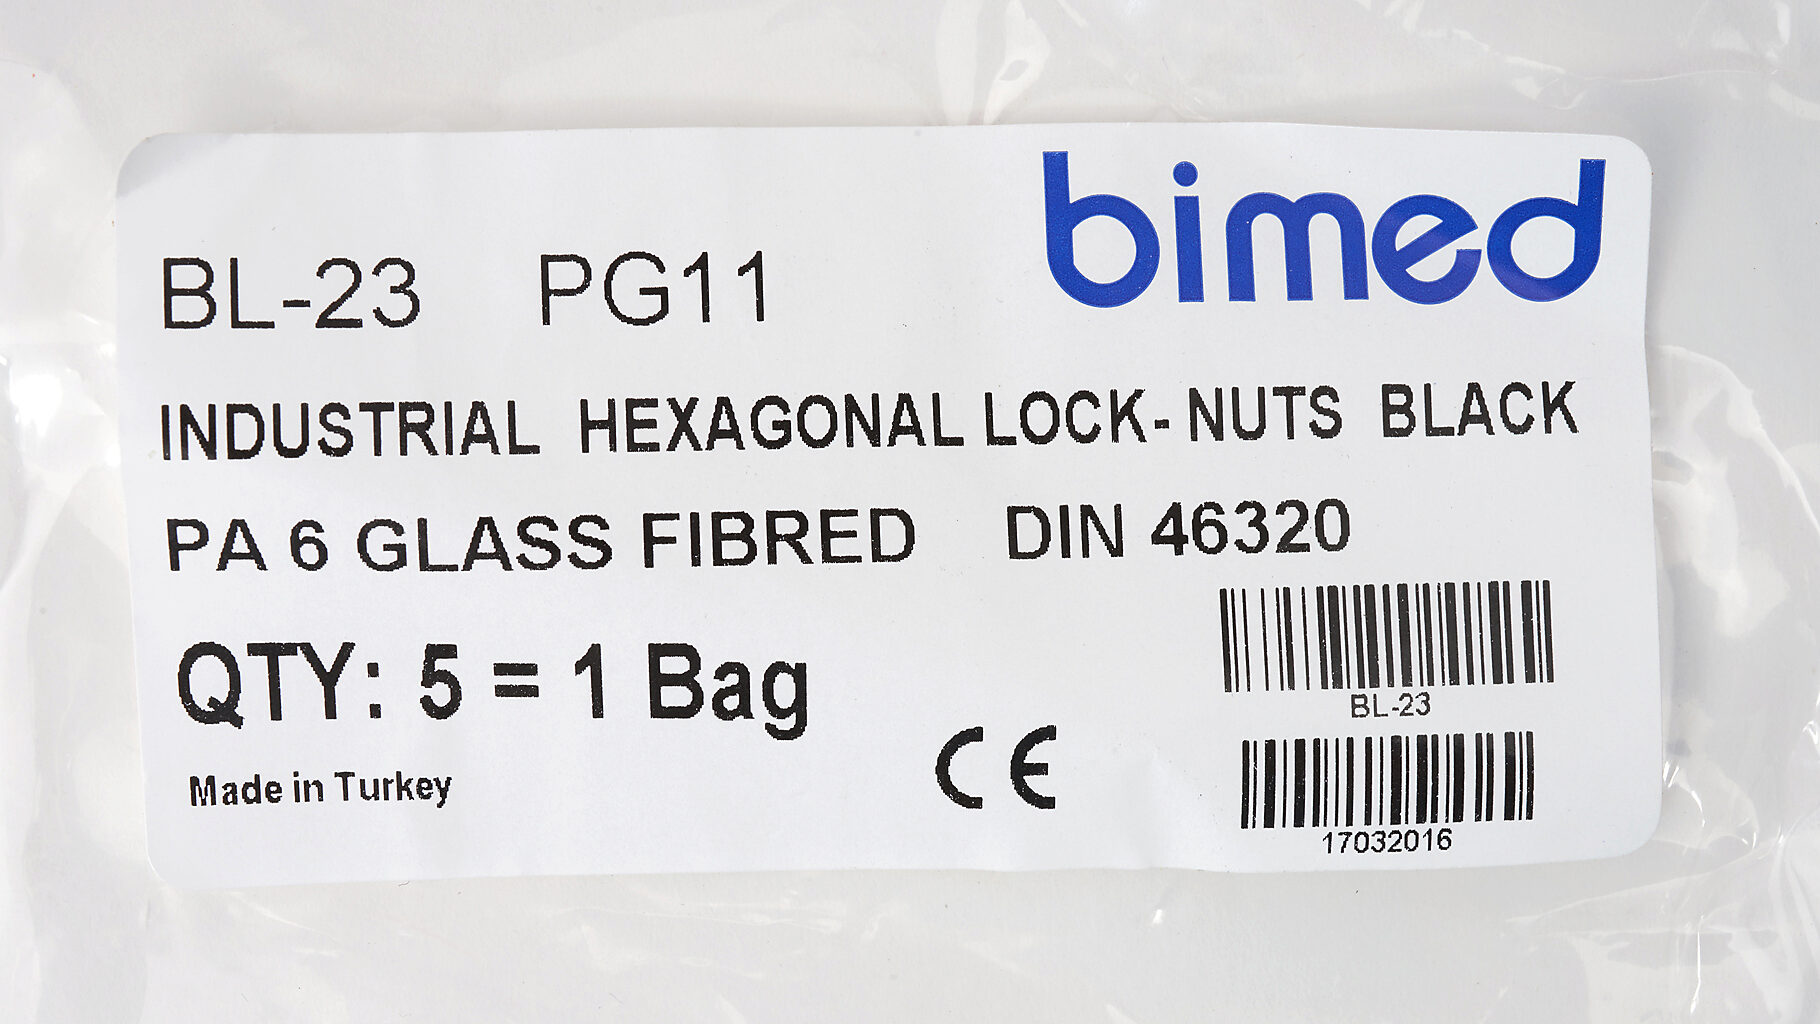 bimed
BL-23 PG11
INDUSTRIAL HEXAGONAL LOCK- NUTS BLACK
PA 6 GLASS FIBRED DIN 46320
QTY: 5 = 1 Bag
BL-23
CE
Made in Turkey
17032016